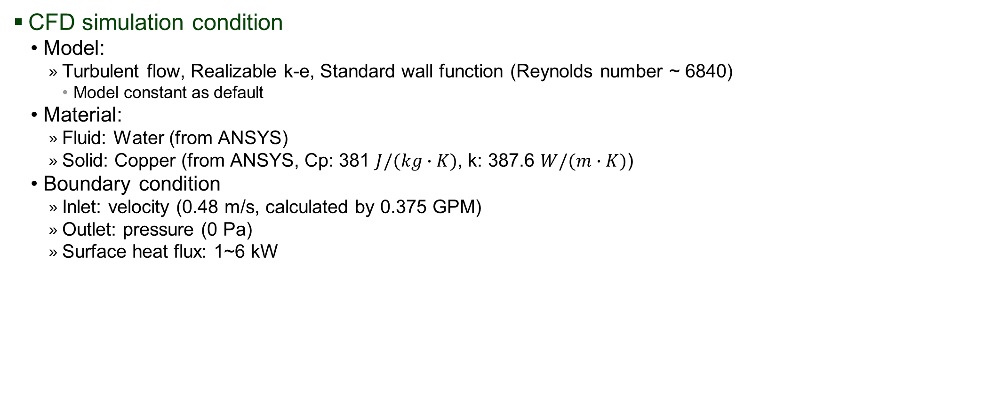 ▪ CFD simulation condition
• Model:
» Turbulent flow, Realizable k-e, Standard wall function (Reynolds number ~ 6840)
• Model constant as default
• Material:
» Fluid: Water (from ANSYS)
» Solid: Copper (from ANSYS, Cp: 381 J/(kg · K), k: 387.6 W/(m · K))
• Boundary condition
» Inlet: velocity (0.48 m/s, calculated by 0.375 GPM)
» Outlet: pressure (0 Pa)
» Surface heat flux: 1~6 kW